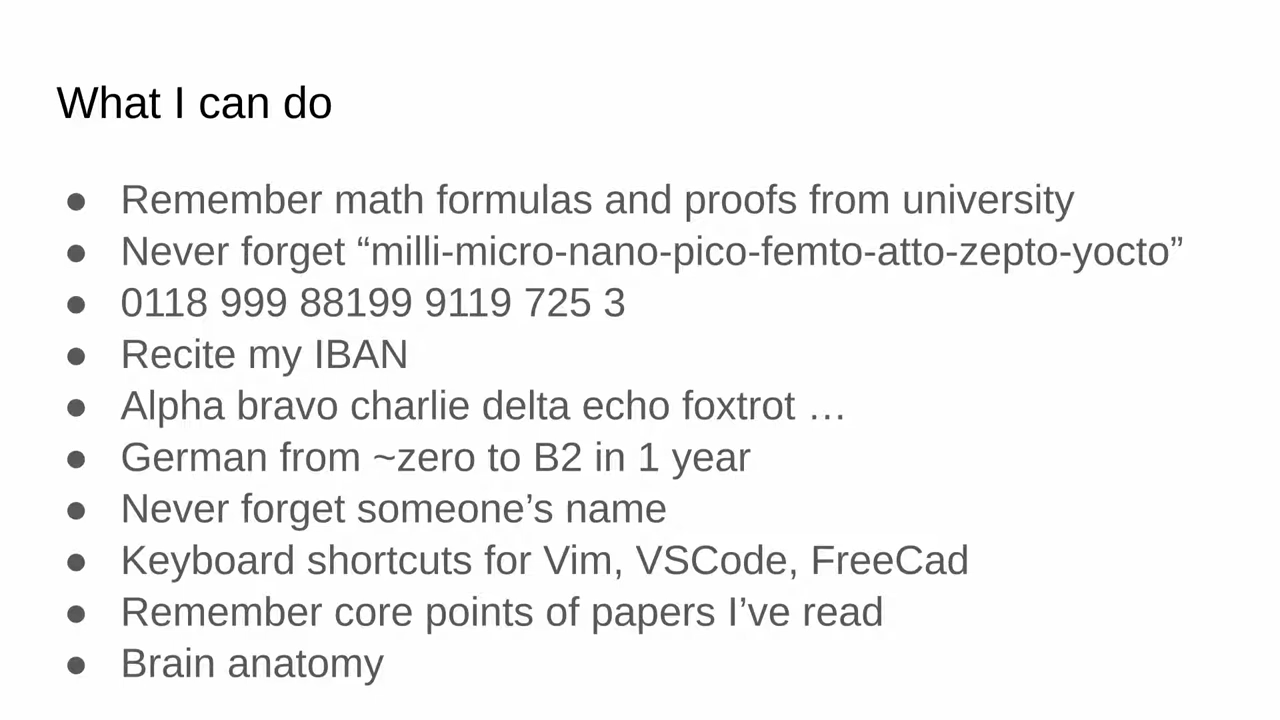 What I can do
● Remember math formulas and proofs from university
● Never forget “milli-micro-nano-pico-femto-atto-zepto-yocto”
● 0118 999 88199 9119 725 3
● Recite my IBAN
● Alpha bravo charlie delta echo foxtrot …
● German from ~zero to B2 in 1 year
● Never forget someone’s name
● Keyboard shortcuts for Vim, VSCode, FreeCad
● Remember core points of papers I’ve read
● Brain anatomy